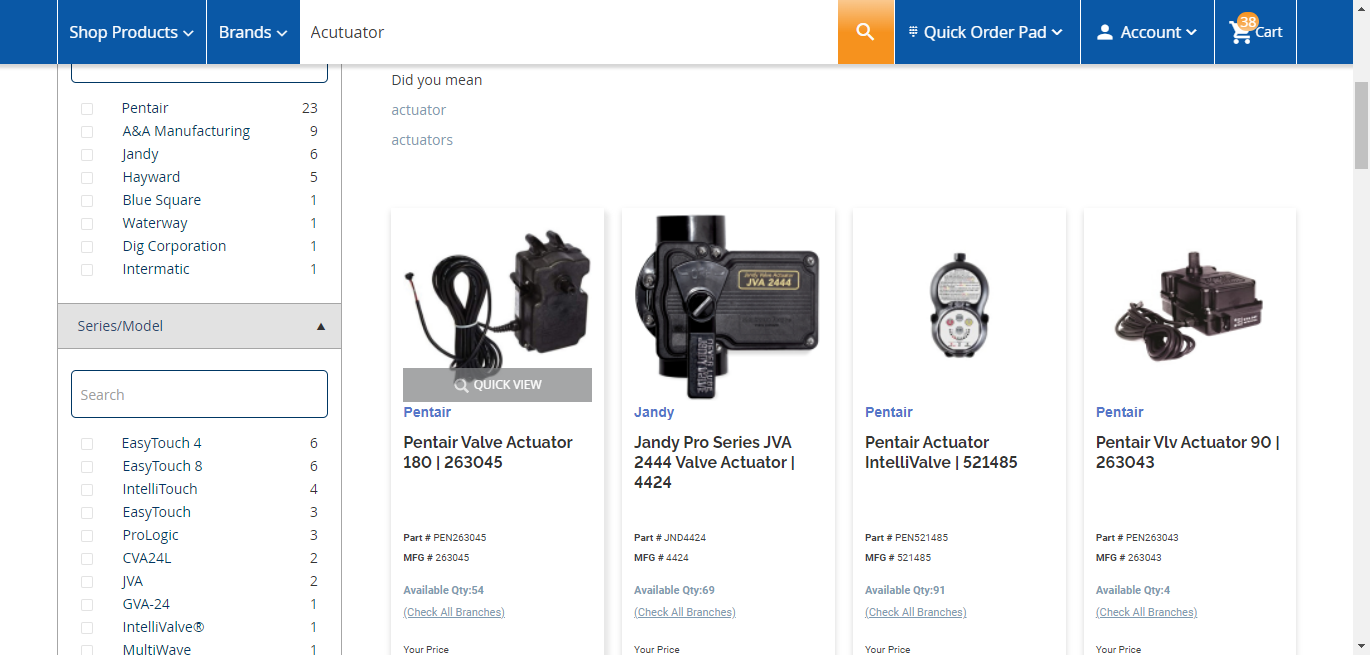 Shop Products
Brands
Acutuator
Quick Order Pad
Account
38
Cart
Pentair 23
A&A Manufacturing 9
Jandy 6
Hayward 5
Blue Square 1
Waterway 1
Dig Corporation 1
Intermatic 1
Series/Model
Search
EasyTouch 4 6
EasyTouch 8 6
IntelliTouch 4
EasyTouch 3
ProLogic 3
CVA24L 2
JVA 2
GVA-24 1
IntelliValve® 1
MultiWave 1
Did you mean
actuator
actuators
QUICK VIEW
Pentair
Pentair Valve Actuator
180 | 263045
Part # PEN263045
MFG # 263045
Available Qty:54
(Check All Branches)
Your Price
Jandy Valve Actuator
JVA 2444
Jandy
Jandy Pro Series JVA
2444 Valve Actuator |
4424
Part # JND4424
MFG # 4424
Available Qty:69
(Check All Branches)
Your Price
Pentair
Pentair Actuator
IntelliValve | 521485
Part # PEN521485
MFG # 521485
Available Qty:91
(Check All Branches)
Your Price
Pentair
Pentair Vlv Actuator 90 |
263043
Part # PEN263043
MFG # 263043
Available Qty:4
(Check All Branches)
Your Price